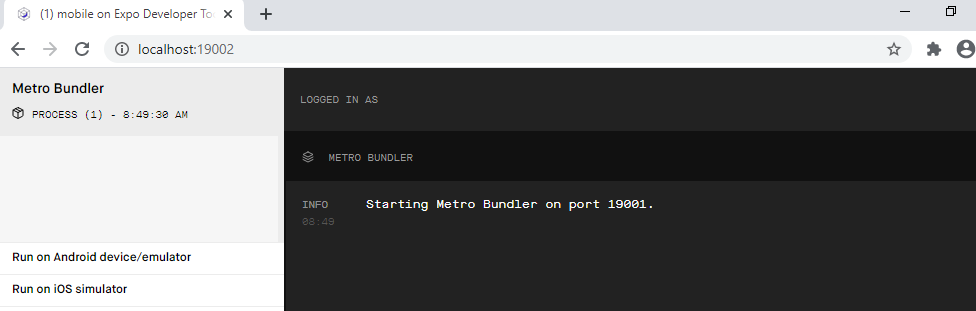 (1) mobile on Expo Developer Too
localhost:19002
Metro Bundler
PROCESS (1) - 8:49:30 AM
Run on Android device/emulator
Run on iOS simulator
LOGGED IN AS
METRO BUNDLER
INFO Starting Metro Bundler on port 19001.
08:49